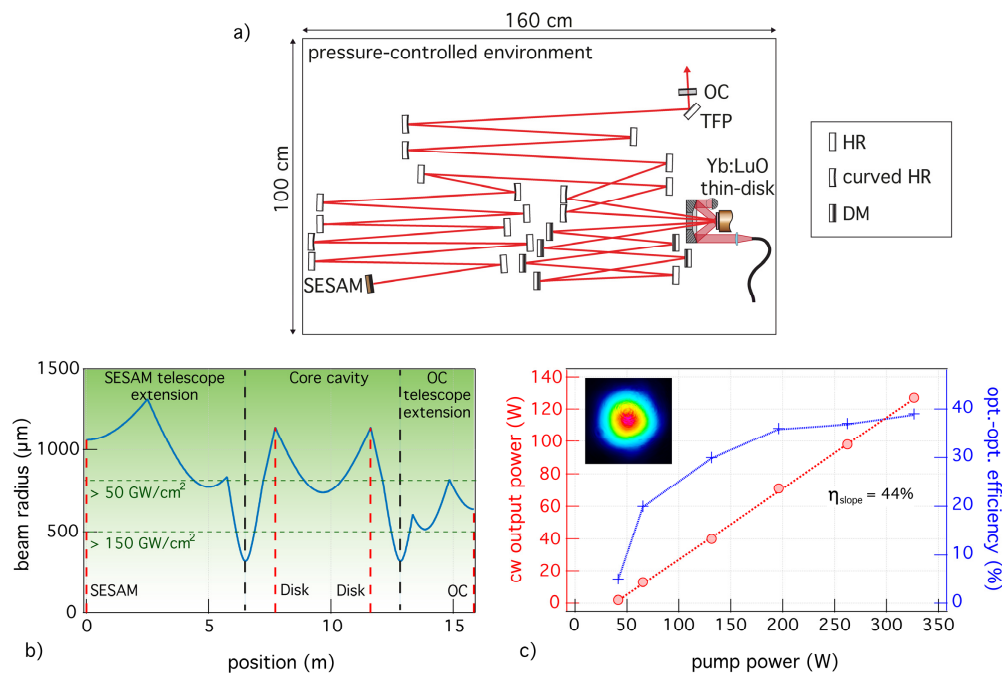 a)
160 cm
100 cm
pressure-controlled environment
OC
TFP
Yb:LuO
thin-disk
SESAM
HR
curved HR
DM
b)
beam radius (µm)
1500
1000
500
0
SESAM telescope
extension
Core cavity
OC
telescope
extension
> 50 GW/cm²
> 150 GW/cm²
SESAM
Disk
Disk
OC
0
5
10
15
position (m)
c)
cw output power (W)
140
120
100
80
60
40
20
0
ηslope = 44%
40
30
20
10
0
opt.-opt. efficiency (%)
0
50
100
150
200
250
300
350
pump power (W)